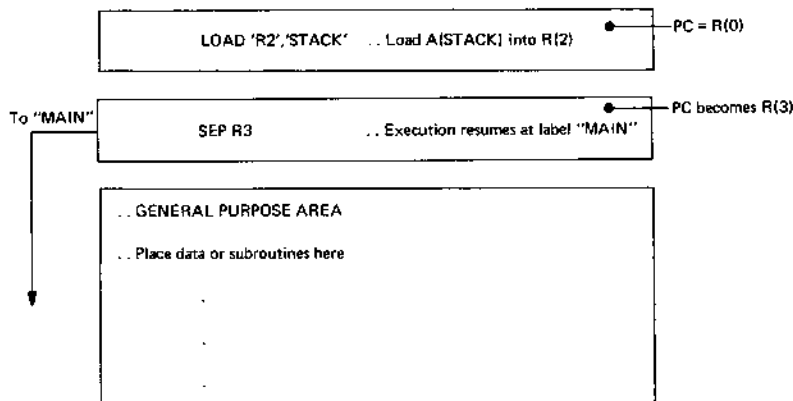 LOAD 'R2','STACK' .. Load A(STACK) into R(2)
PC = R(0)
To "MAIN"
SEP R3 .. Execution resumes at label "MAIN"
PC becomes R(3)
.. GENERAL PURPOSE AREA
.. Place data or subroutines here
.
.
.